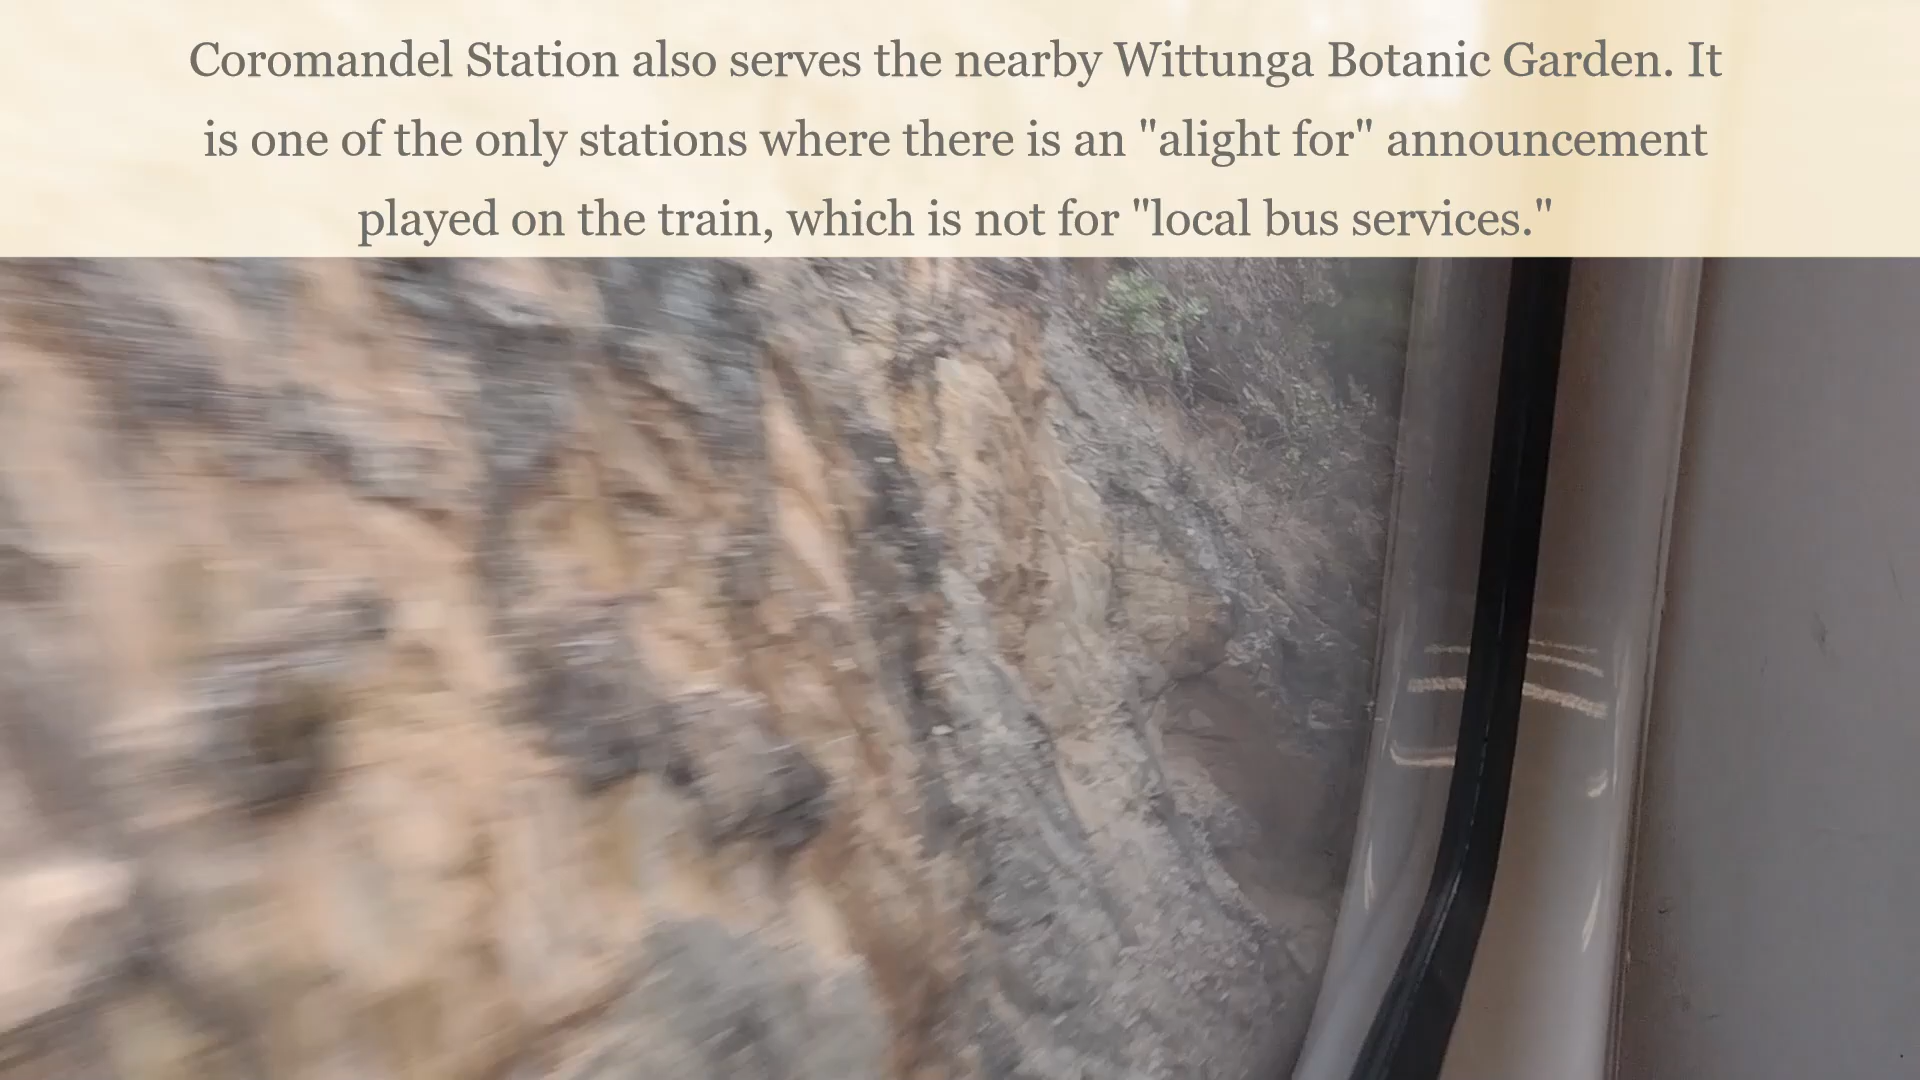 Coromandel Station also serves the nearby Wittunga Botanic Garden. It
is one of the only stations where there is an "alight for" announcement
played on the train, which is not for "local bus services."